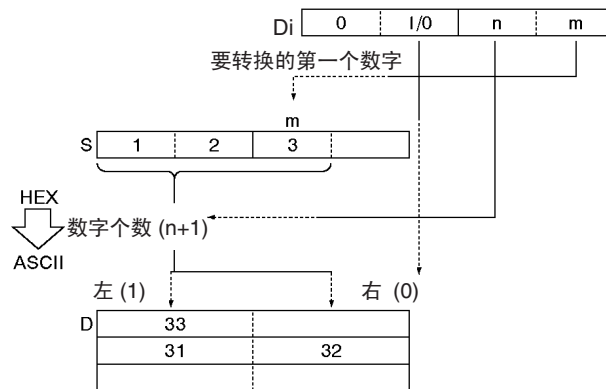 Di 0 1/0 n m
要转换的第一个数字
m
S 1 2 3
HEX
数字个数 (n+1)
ASCII
左 (1) 右 (0)
D 33
31 32